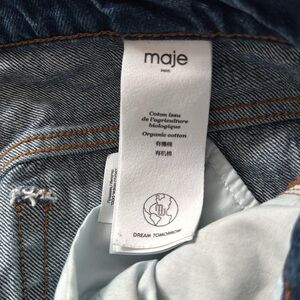 maje
PARIS
Coton issu
de l'agriculture
biologique
Organic cotton
有機棉
有机棉
DREAM TOMORROW